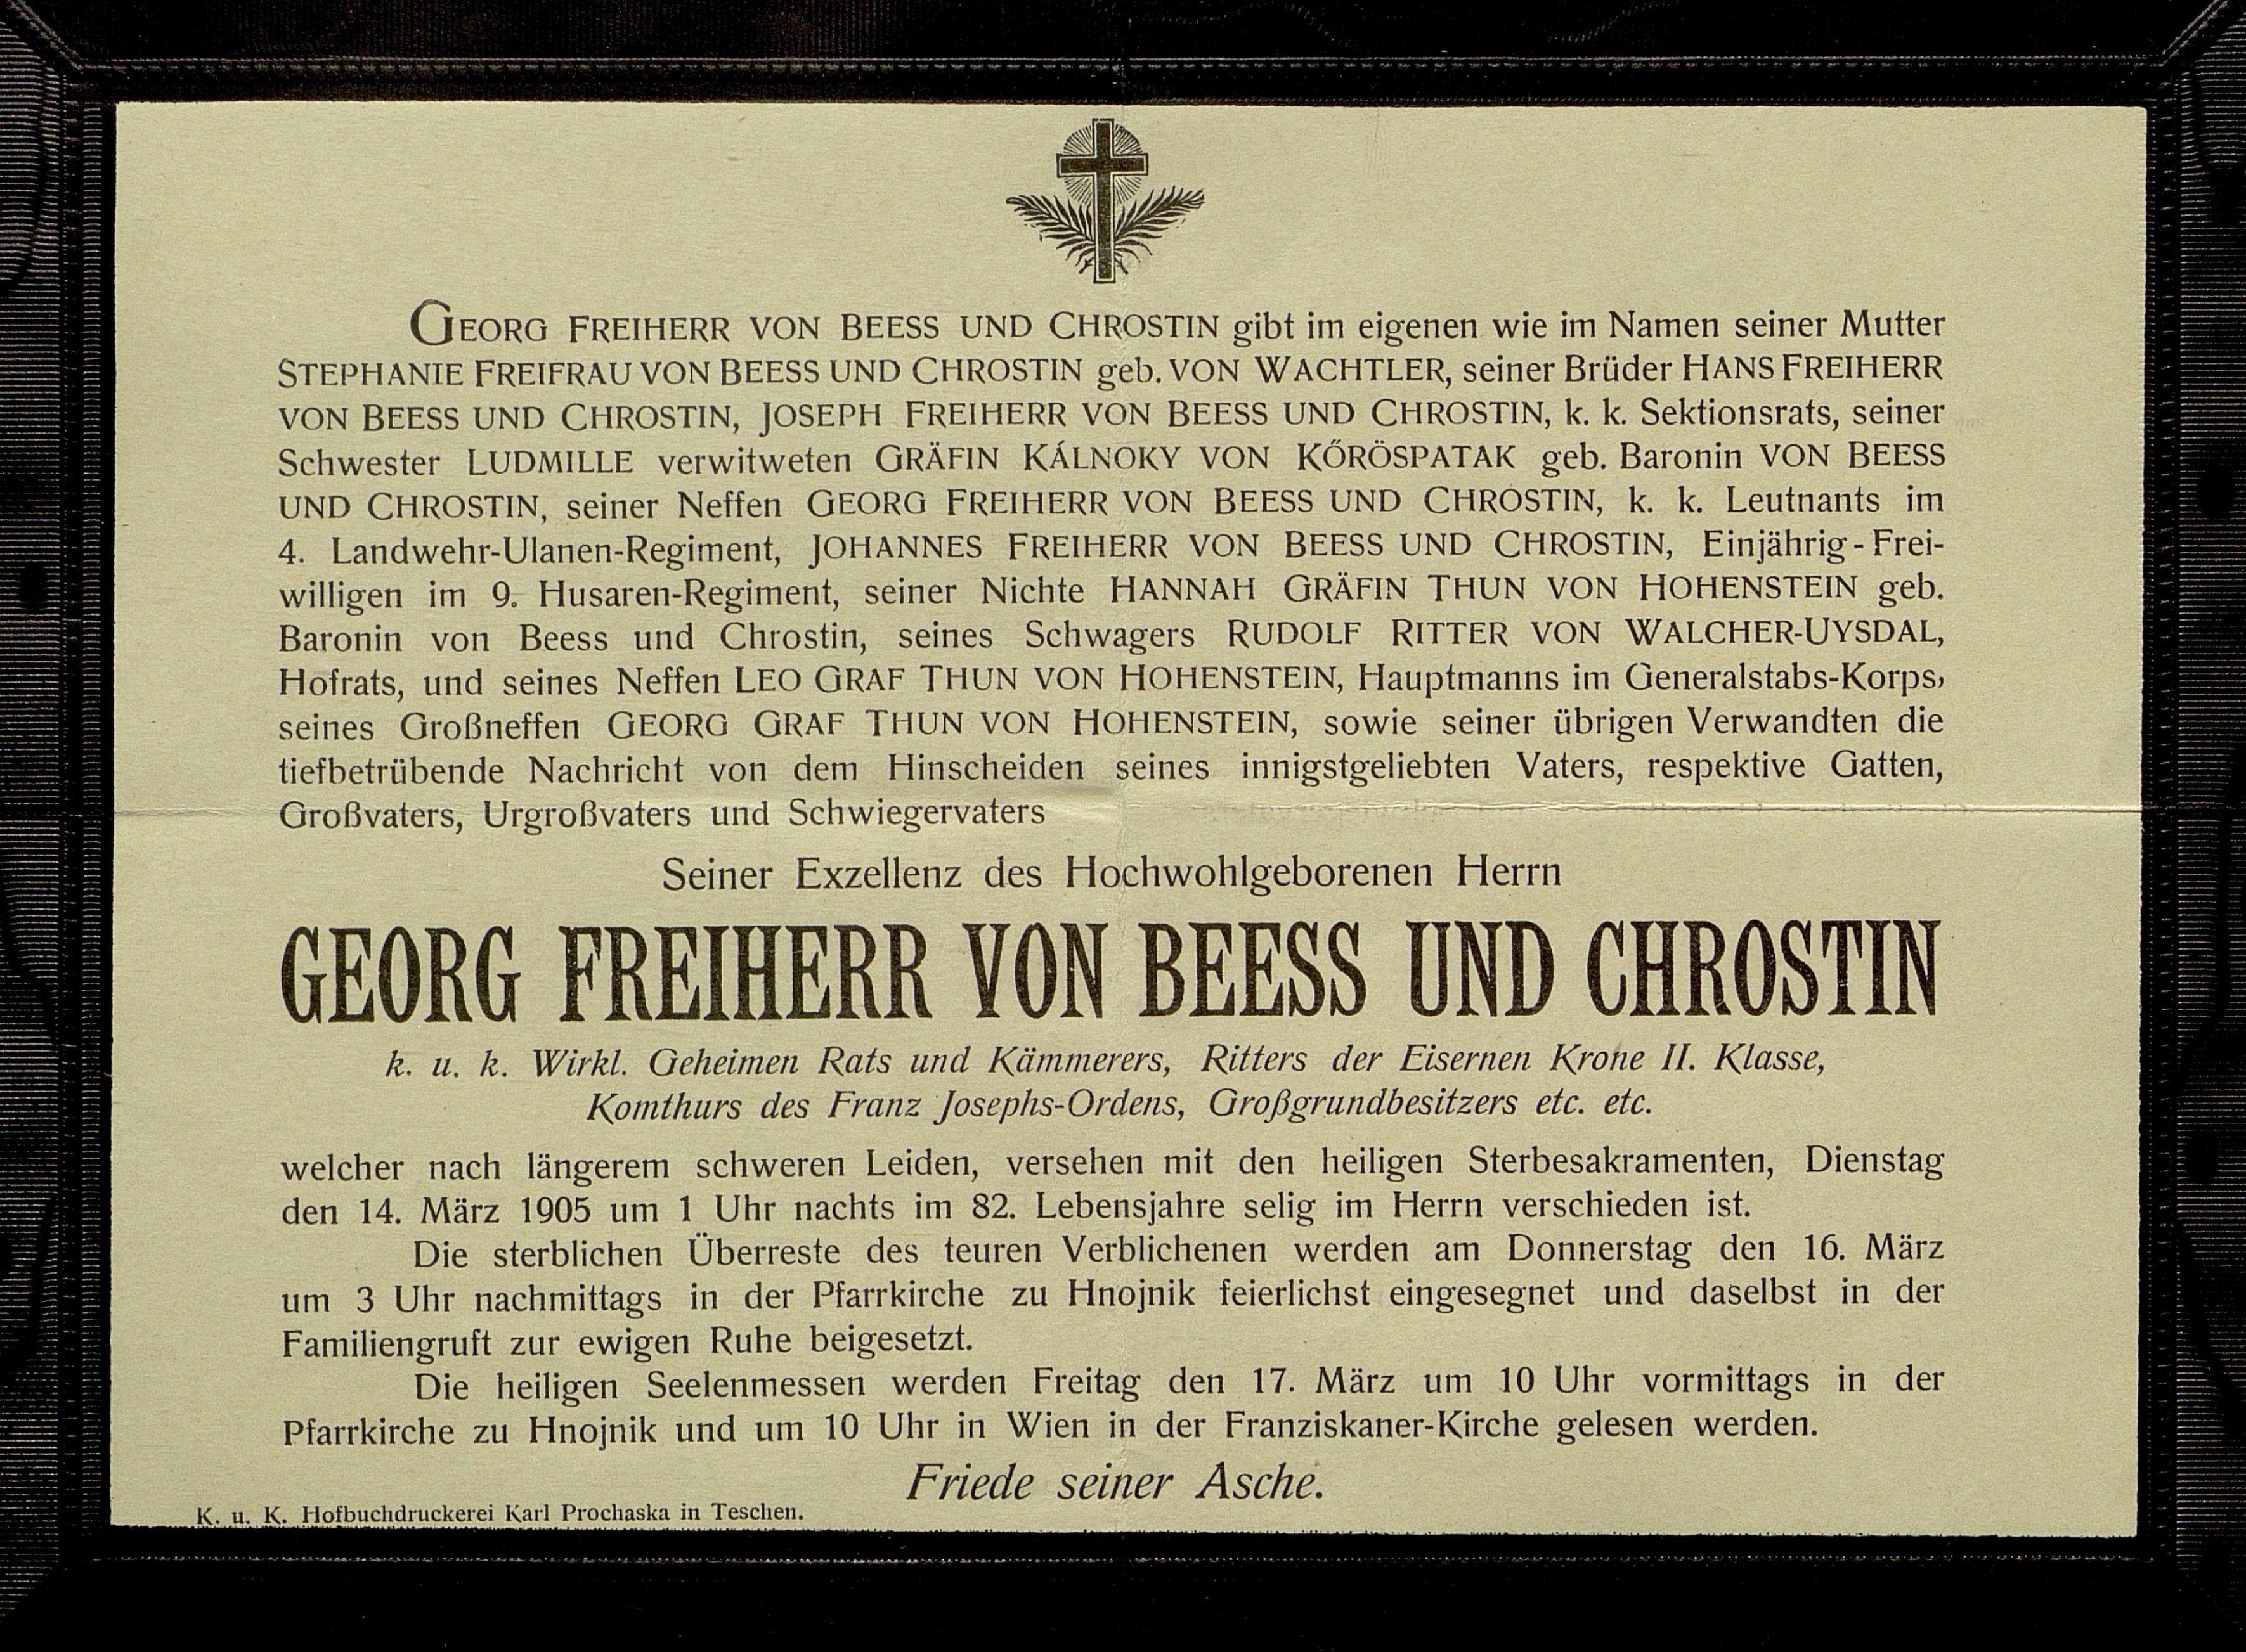 GEORG FREIHERR VON BEESS UND CHROSTIN gibt im eigenen wie im Namen seiner Mutter
STEPHANIE FREIFRAU VON BEESS UND CHROSTIN geb. VON WACHTLER, seiner Brüder HANS FREIHERR
VON BEESS UND CHROSTIN, JOSEPH FREIHERR VON BEESS UND CHROSTIN, k. k. Sektionsrats, seiner
Schwester LUDMILLE verwitweten GRÄFIN KÁLNOKY VON KŐRÖSPATAK geb. Baronin VON BEESS
UND CHROSTIN, seiner Neffen GEORG FREIHERR VON BEESS UND CHROSTIN, k. k. Leutnants im
4. Landwehr-Ulanen-Regiment, JOHANNES FREIHERR VON BEESS UND CHROSTIN, Einjährig-Frei-
willigen im 9. Husaren-Regiment, seiner Nichte HANNAH GRÄFIN THUN VON HOHENSTEIN geb.
Baronin von Beess und Chrostin, seines Schwagers RUDOLF RITTER VON WALCHER-UYSDAL,
Hofrats, und seines Neffen LEO GRAF THUN VON HOHENSTEIN, Hauptmanns im Generalstabs-Korps,
seines Großneffen GEORG GRAF THUN VON HOHENSTEIN, sowie seiner übrigen Verwandten die
tiefbetrübende Nachricht von dem Hinscheiden seines innigstgeliebten Vaters, respektive Gatten,
Großvaters, Urgroßvaters und Schwiegervaters
Seiner Exzellenz des Hochwohlgeborenen Herrn
GEORG FREIHERR VON BEESS UND CHROSTIN
k. u. k. Wirkl. Geheimen Rats und Kämmerers, Ritters der Eisernen Krone II. Klasse,
Komthurs des Franz Josephs-Ordens, Großgrundbesitzers etc. etc.
welcher nach längerem schweren Leiden, versehen mit den heiligen Sterbesakramenten, Dienstag
den 14. März 1905 um 1 Uhr nachts im 82. Lebensjahre selig im Herrn verschieden ist.
Die sterblichen Überreste des teuren Verblichenen werden am Donnerstag den 16. März
um 3 Uhr nachmittags in der Pfarrkirche zu Hnojnik feierlichst eingesegnet und daselbst in der
Familiengruft zur ewigen Ruhe beigesetzt.
Die heiligen Seelenmessen werden Freitag den 17. März um 10 Uhr vormittags in der
Pfarrkirche zu Hnojnik und um 10 Uhr in Wien in der Franziskaner-Kirche gelesen werden.
Friede seiner Asche.
K. u. K. Hofbuchdruckerei Karl Prochaska in Teschen.